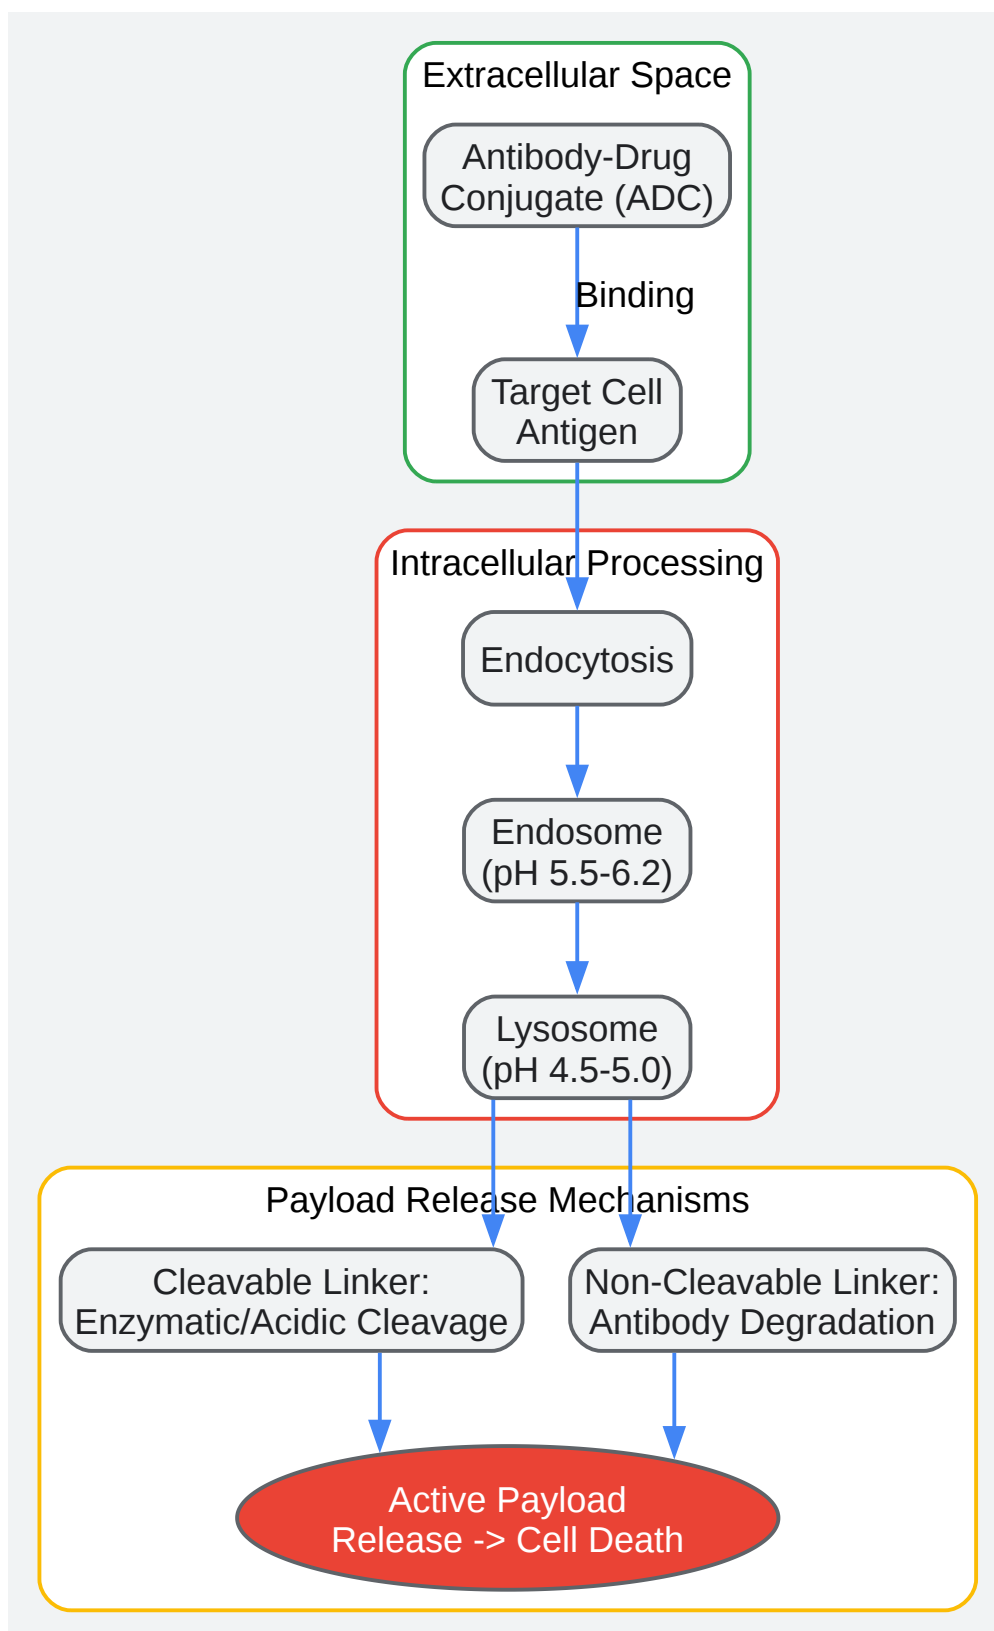 Extracellular Space
Antibody-Drug
Conjugate (ADC)
Binding
Target Cell
Antigen
Intracellular Processing
Endocytosis
Endosome
(pH 5.5-6.2)
Lysosome
(pH 4.5-5.0)
Payload Release Mechanisms
Cleavable Linker:
Enzymatic/Acidic Cleavage
Non-Cleavable Linker:
Antibody Degradation
Active Payload
Release -> Cell Death